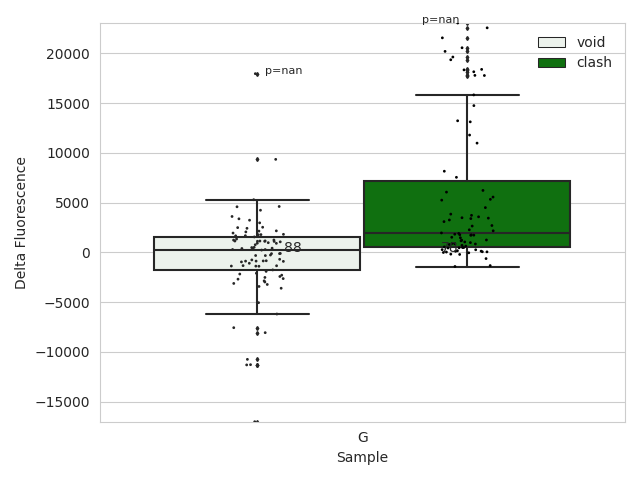 p=nan
p=nan
void
clash
20000
15000
10000
5000
0
−5000
−10000
−15000
Delta Fluorescence
88
G
Sample